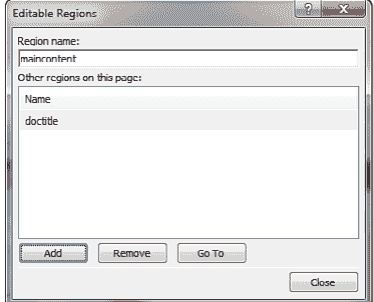 Editable Regions
Region name:
maincontent
Other regions on this page:
Name
doctitle
Add Remove Go To
Close